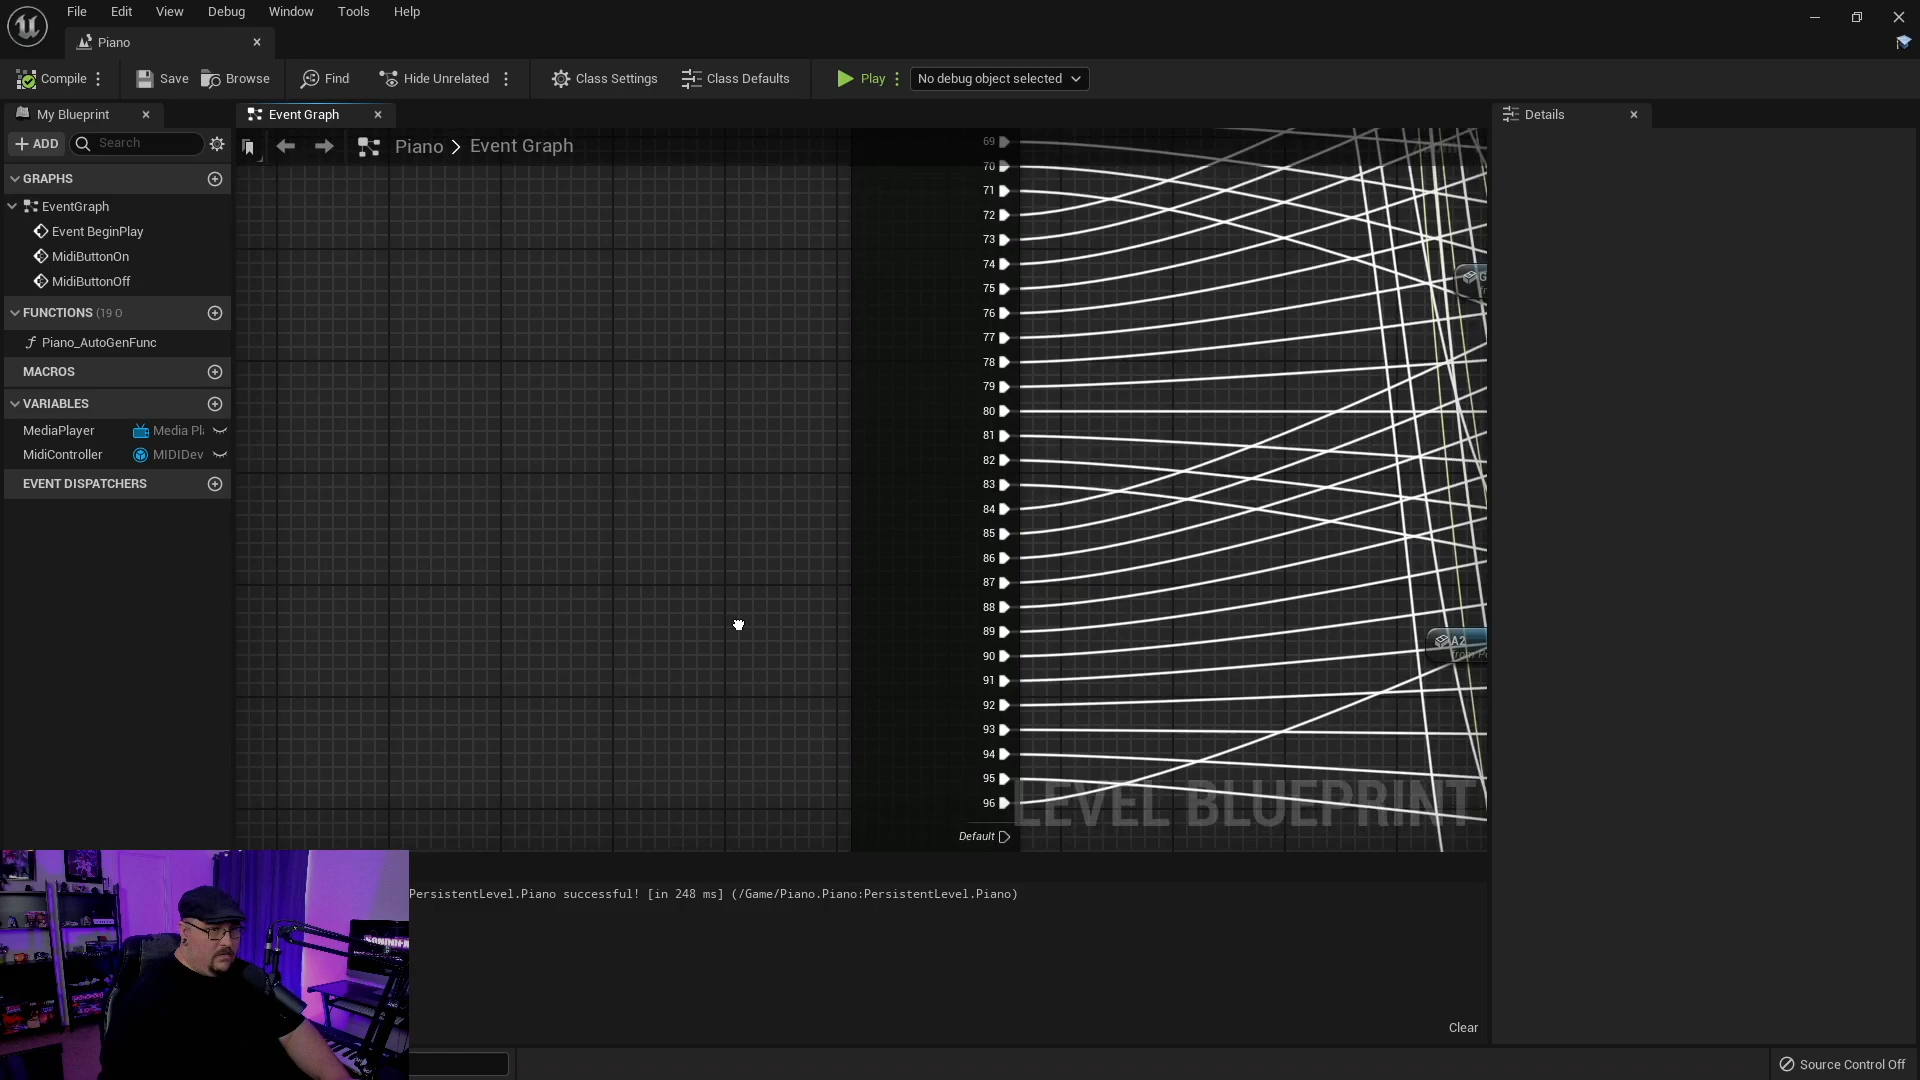 File Edit View Debug Window Tools Help
Piano
Compile Save Browse Find Hide Unrelated Class Settings Class Defaults Play No debug object selected
My Blueprint
Event Graph
Details
ADD Search
Piano > Event Graph
GRAPHS
EventGraph
Event BeginPlay
MidiButtonOn
MidiButtonOff
FUNCTIONS (19 O
Piano_AutoGenFunc
MACROS
VARIABLES
MediaPlayer Media Pl
MidiController MIDIDev
EVENT DISPATCHERS
69
70
71
72
73
74
75
76
77
78
79
80
81
82
83
84
85
86
87
88
89
90
91
92
93
94
95
96
Default
A2
LEVEL BLUEPRINT
PersistentLevel.Piano successful! [in 248 ms] (/Game/Piano.Piano:PersistentLevel.Piano)
Clear
Source Control Off